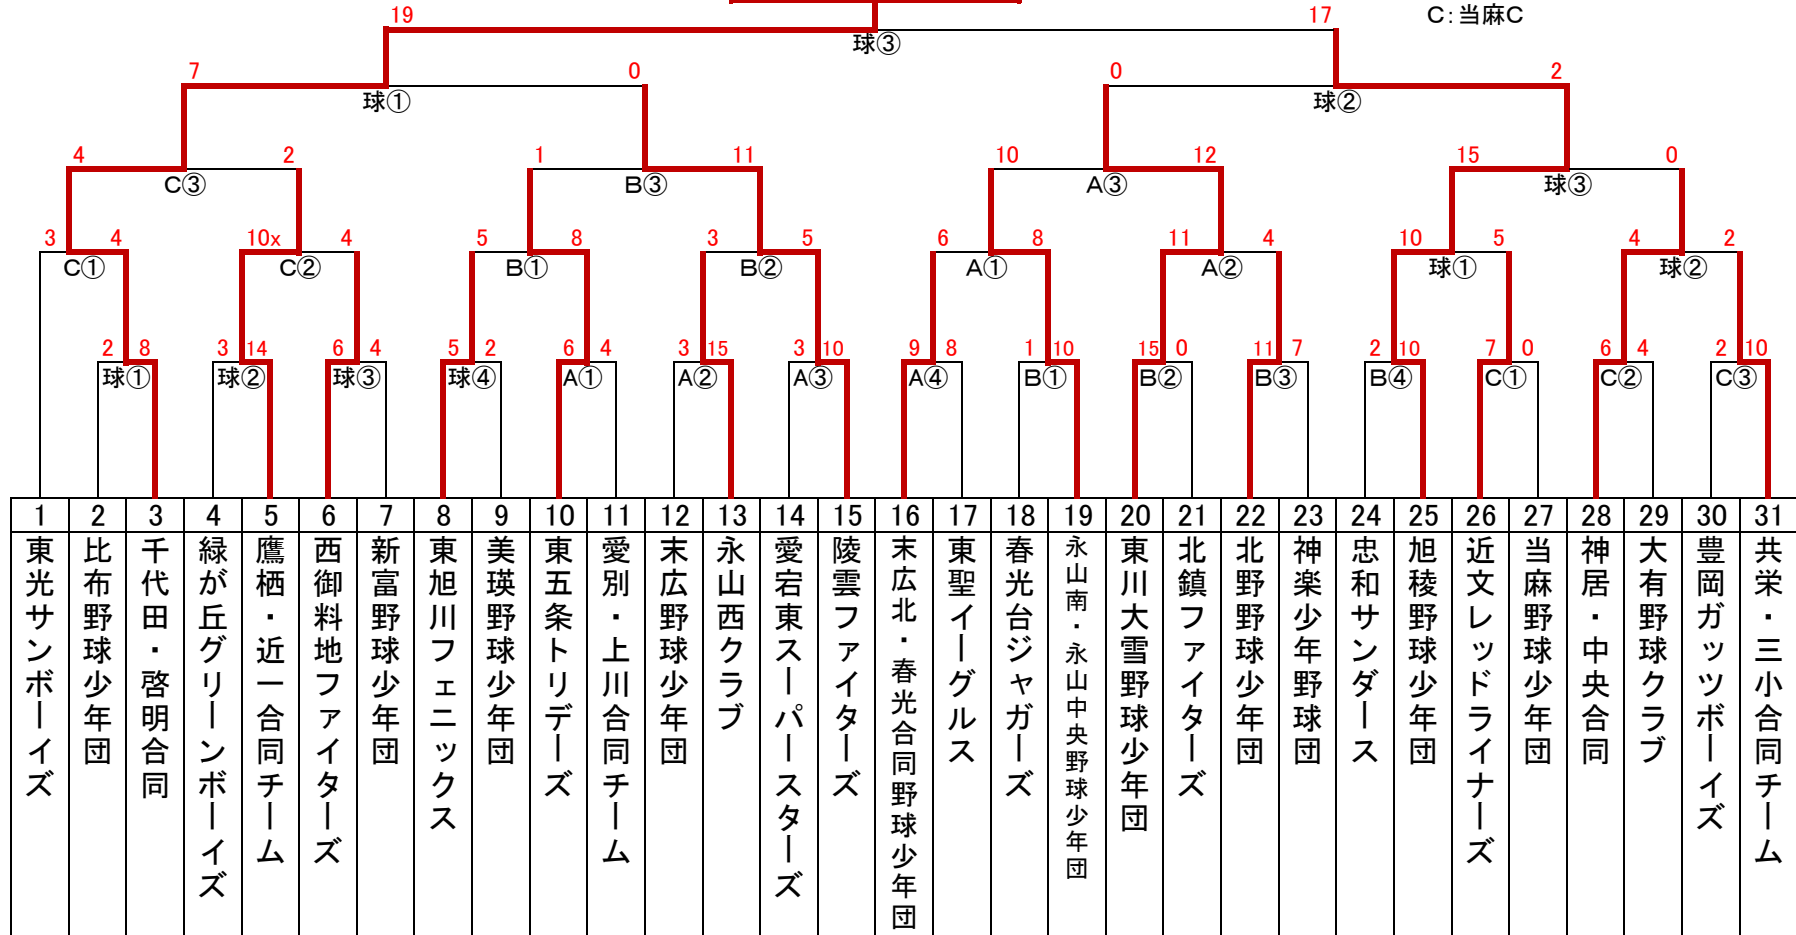 19 17 C:当麻C
球③
7 0 0 2
球① 球②
4 2 1 11 10 12 15 0
C③ B③ A③ 球③
3 4 10x 4 5 8 3 5 6 8 11 4 10 5 4 2
C① C② B① B② A① A② 球① 球②
2 8 3 14 6 4 5 2 6 4 3 15 3 10 9 8 1 10 15 0 11 7 2 10 7 0 6 4 2 10
球① 球② 球③ 球④ A① A② A③ A④ B① B② B③ B④ C① C② C③
1 2 3 4 5 6 7 8 9 10 11 12 13 14 15 16 17 18 19 20 21 22 23 24 25 26 27 28 29 30 31
東光サンボーイズ
比布野球少年団
千代田・啓明合同
緑が丘グリーンボーイズ
鷹栖・近一合同チーム
西御料地ファイターズ
新富野球少年団
東旭川フェニックス
美瑛野球少年団
東五条トリデーズ
愛別・上川合同チーム
末広野球少年団
永山西クラブ
愛宕東スーパースターズ
陵雲ファイターズ
末広北・春光合同野球少年団
東聖イーグルス
春光台ジャガーズ
永山南・永山中央野球少年団
東川大雪野球少年団
北鎮ファイターズ
北野野球少年団
神楽少年野球団
忠和サンダース
旭稜野球少年団
近文レッドライナーズ
当麻野球少年団
神居・中央合同
大有野球クラブ
豊岡ガッツボーイズ
共栄・三小合同チーム